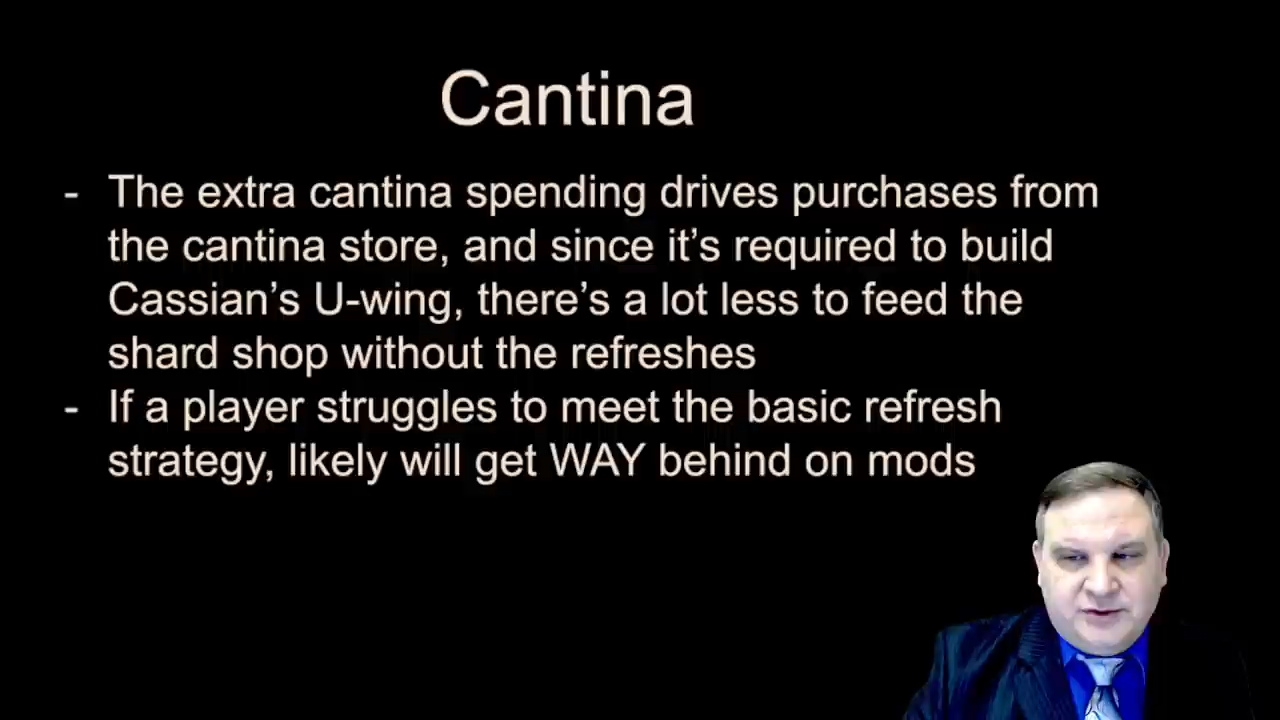 Cantina
- The extra cantina spending drives purchases from
the cantina store, and since it’s required to build
Cassian’s U-wing, there’s a lot less to feed the
shard shop without the refreshes
- If a player struggles to meet the basic refresh
strategy, likely will get WAY behind on mods